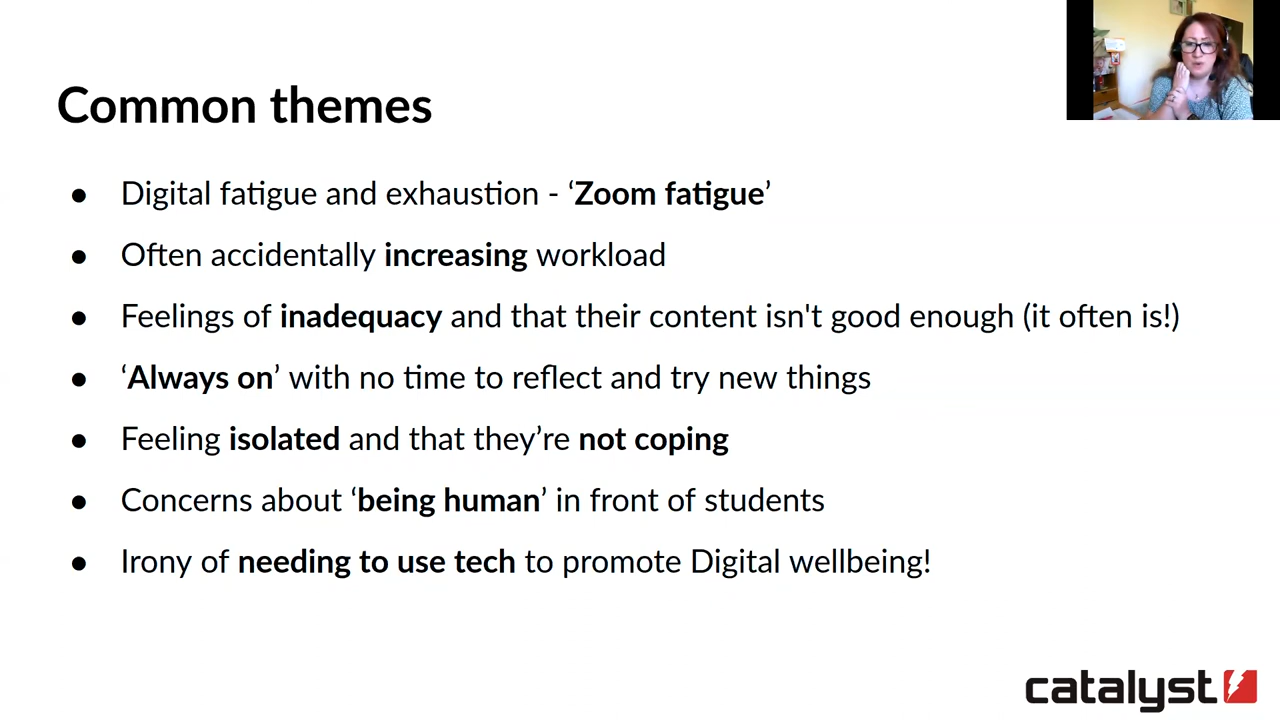 Common themes
● Digital fatigue and exhaustion - ‘Zoom fatigue’
● Often accidentally increasing workload
● Feelings of inadequacy and that their content isn't good enough (it often is!)
● ‘Always on’ with no time to reflect and try new things
● Feeling isolated and that they’re not coping
● Concerns about ‘being human’ in front of students
● Irony of needing to use tech to promote Digital wellbeing!
catalyst